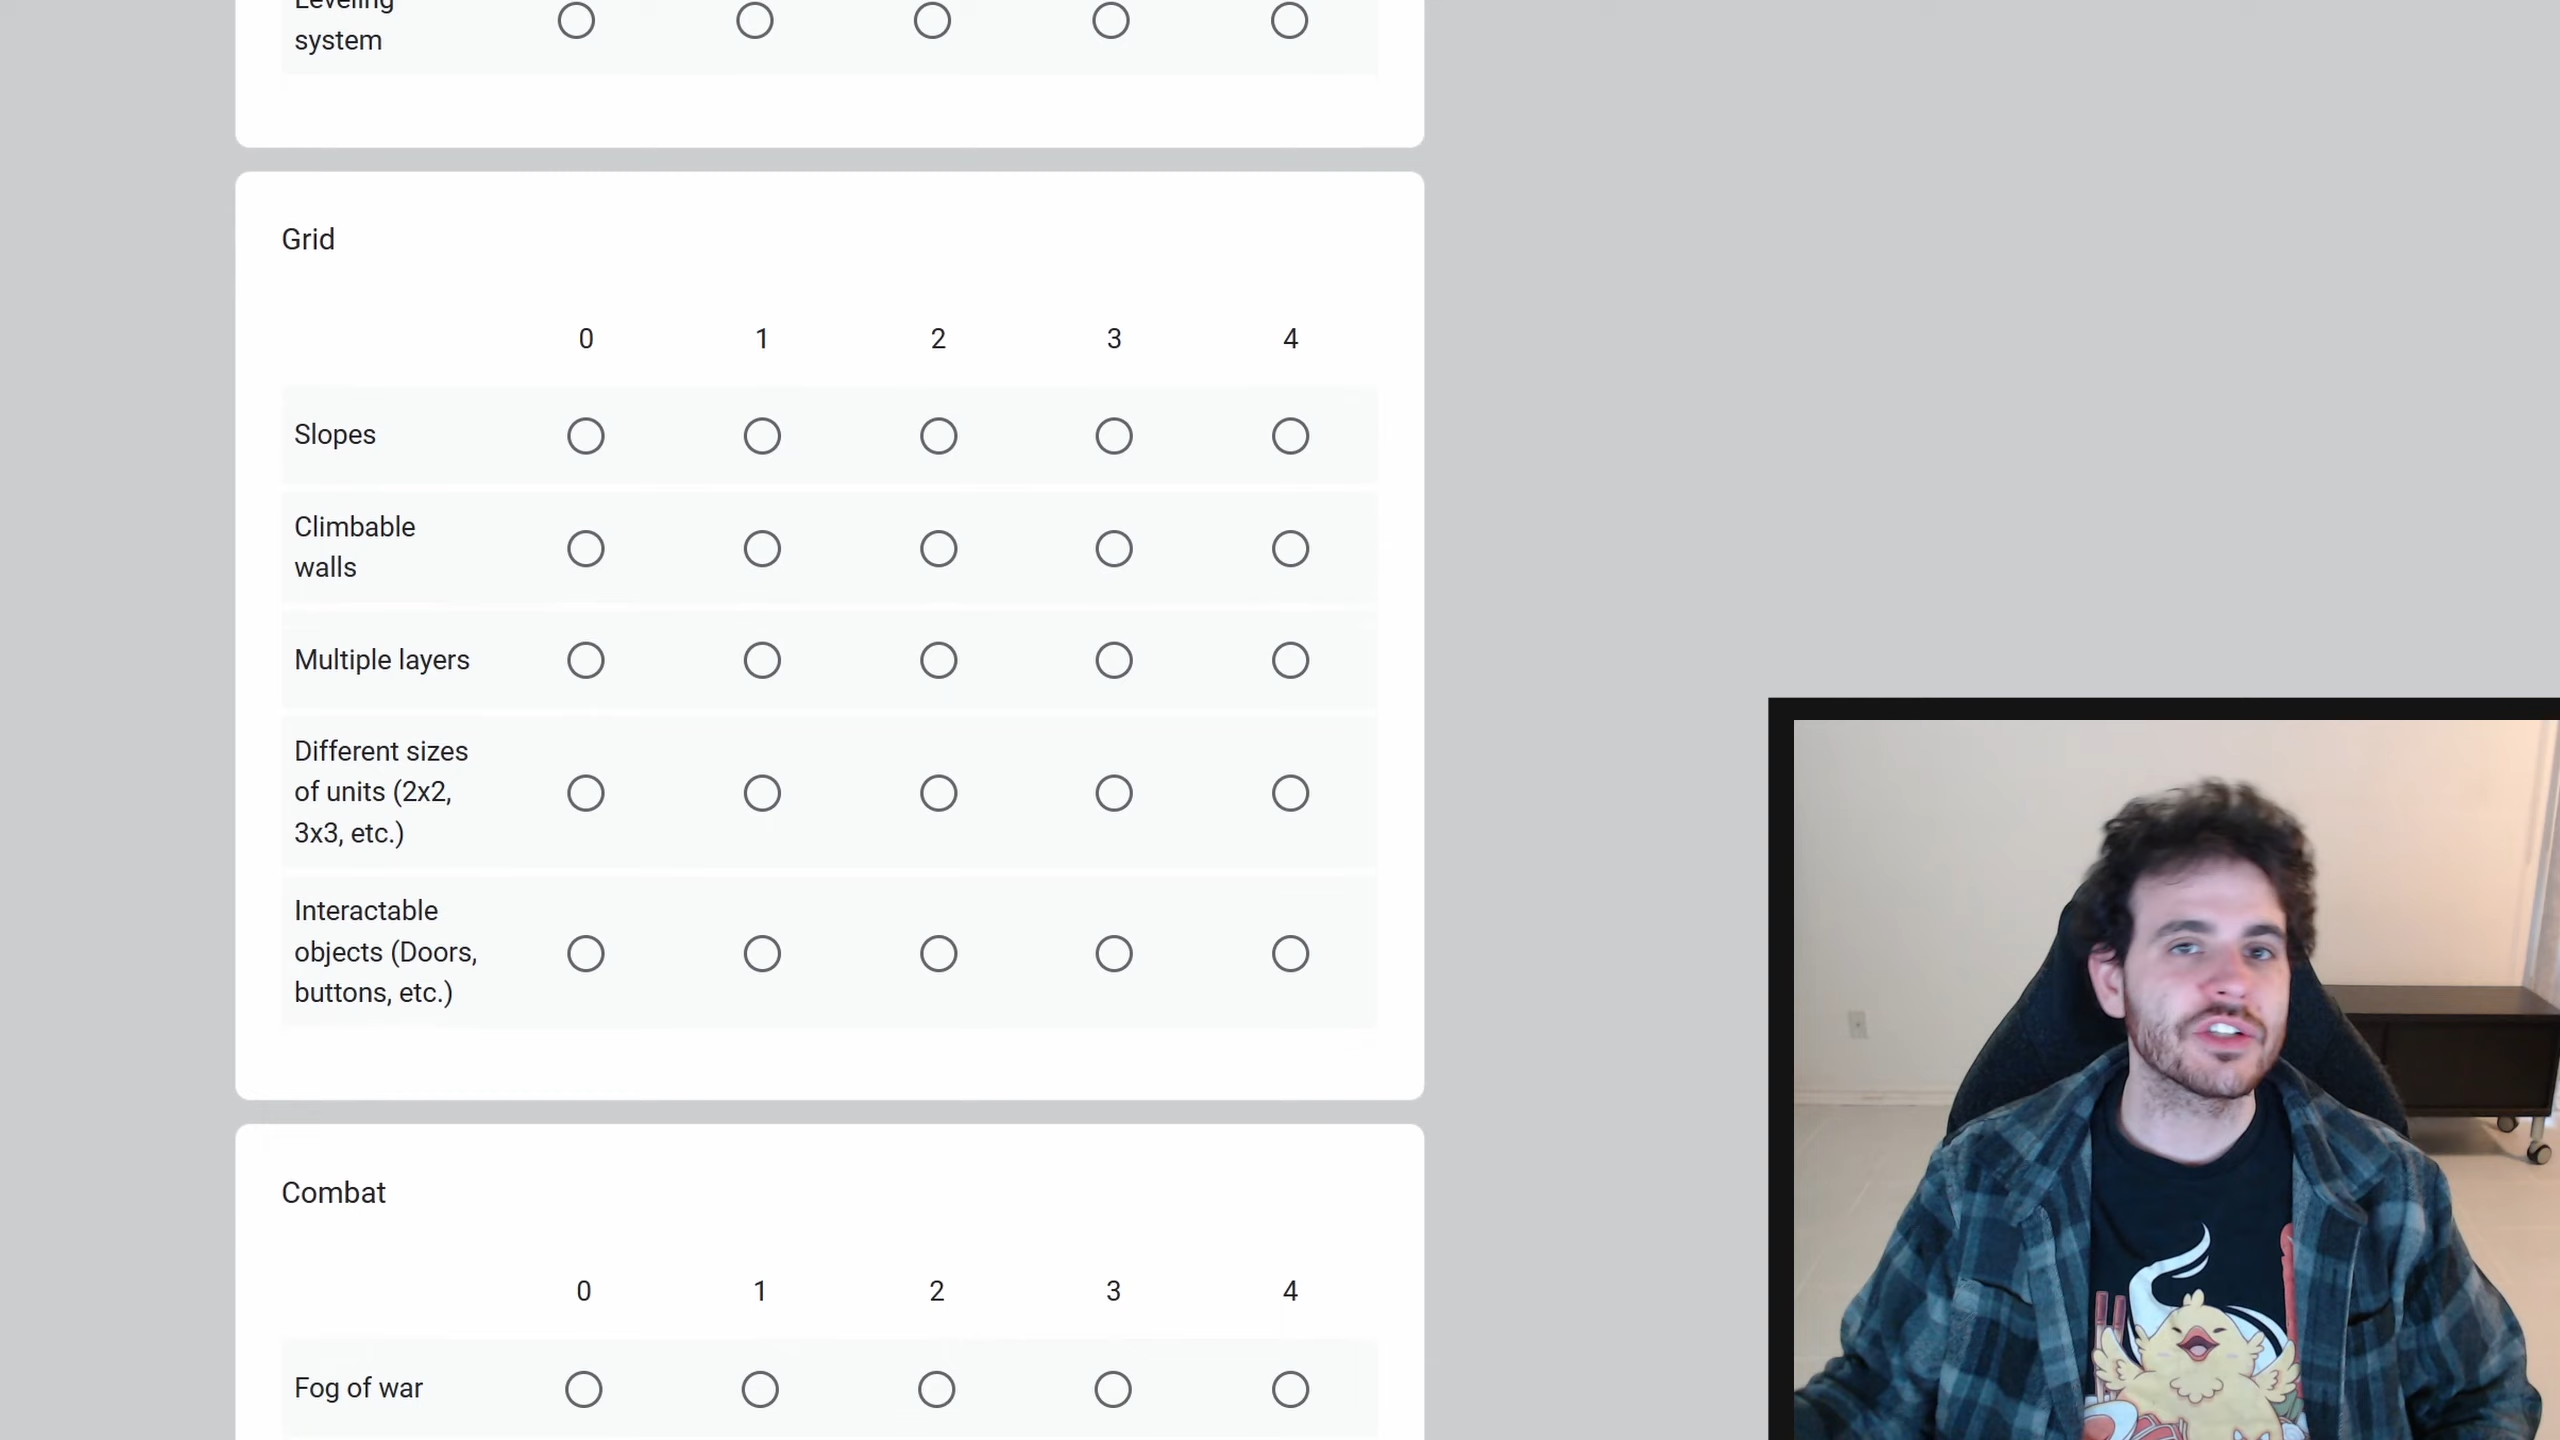 Leveling
system
Grid
0 1 2 3 4
Slopes
Climbable
walls
Multiple layers
Different sizes
of units (2x2,
3x3, etc.)
Interactable
objects (Doors,
buttons, etc.)
Combat
0 1 2 3 4
Fog of war